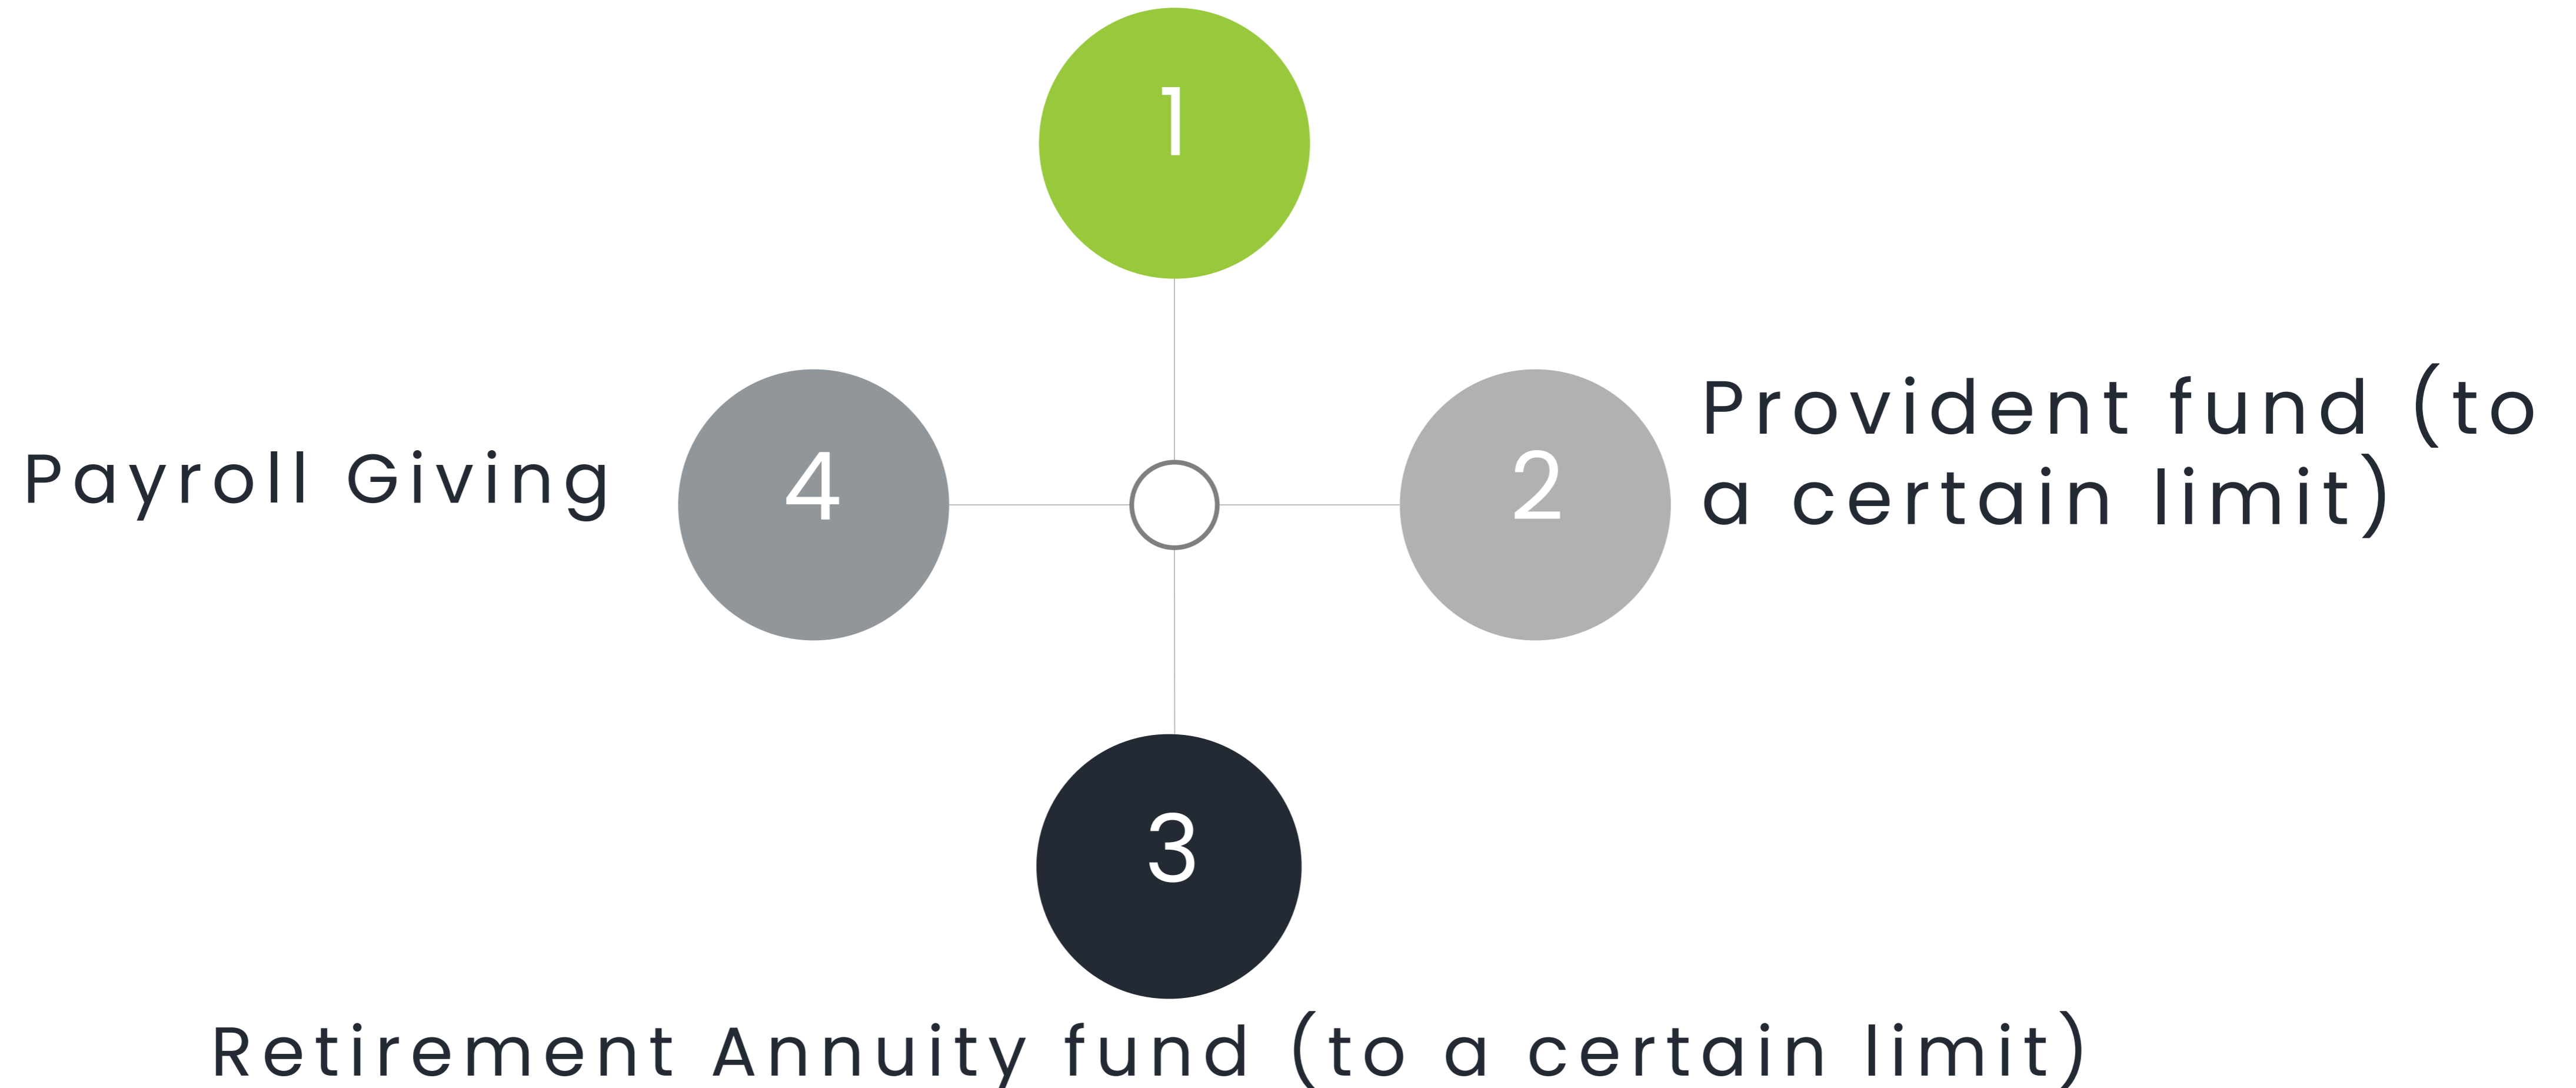 1
Payroll Giving
4
2
Provident fund (to
a certain limit)
3
Retirement Annuity fund (to a certain limit)